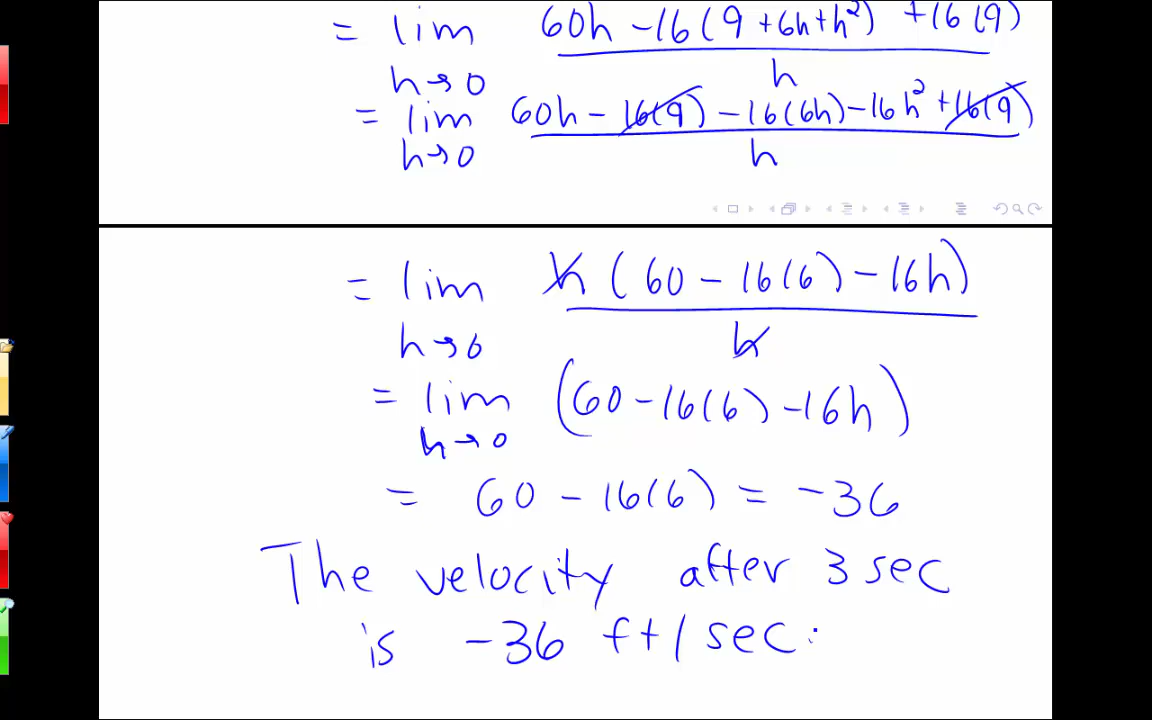 = lim 60h -16(9+6h+h²) +16(9)
h→0 h
= lim 60h - 16(9) - 16(6h) - 16h² + 16(9)
h→0 h
= lim h(60 - 16(6) - 16h)
h→0 h
= lim (60 - 16(6) - 16h)
h→0
= 60 - 16(6) = -36
The velocity after 3 sec
is -36 ft/sec.